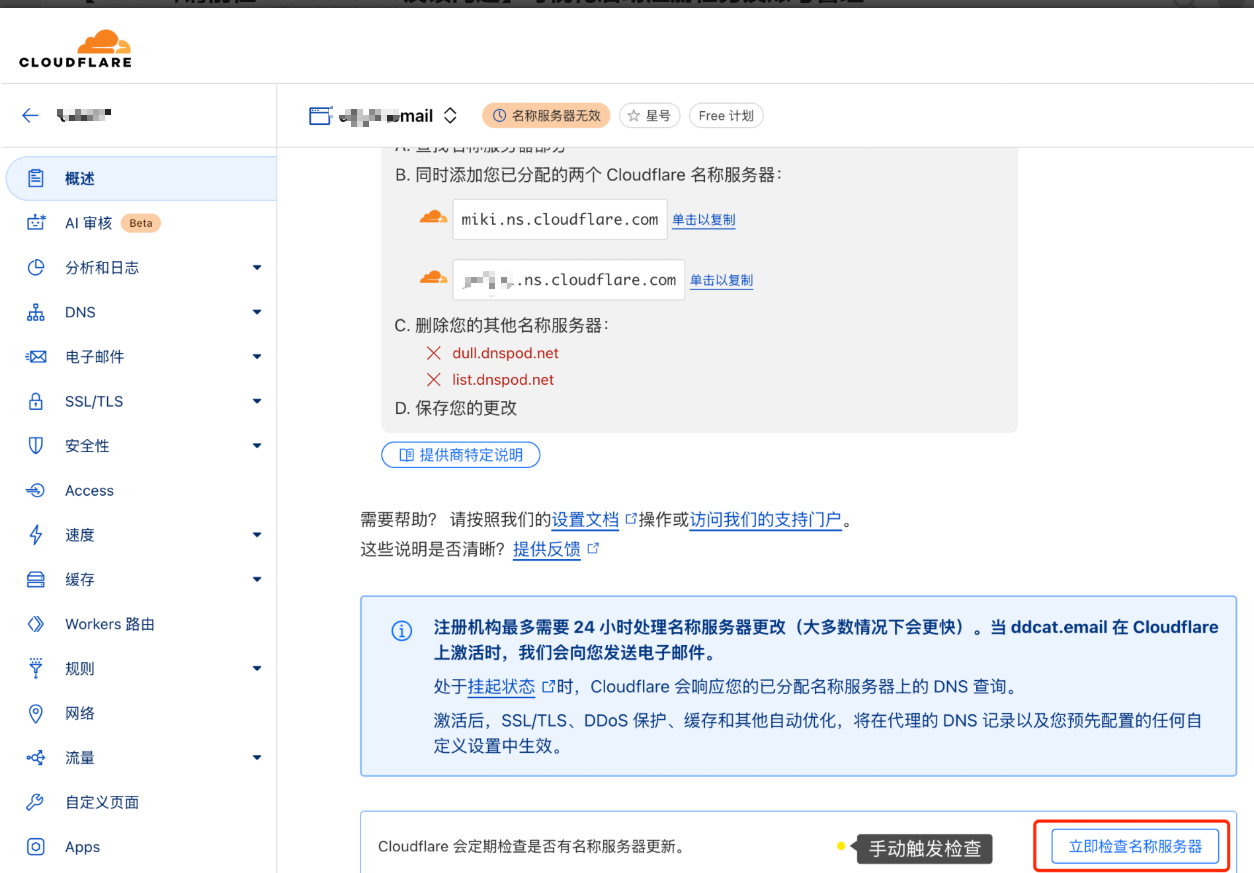 CLOUDFLARE
mail
名称服务器无效
星号
Free 计划
概述
AI 审核
Beta
分析和日志
DNS
电子邮件
SSL/TLS
安全性
Access
速度
缓存
Workers 路由
规则
网络
流量
自定义页面
Apps
B. 同时添加您已分配的两个 Cloudflare 名称服务器:
miki.ns.cloudflare.com 单击以复制
.ns.cloudflare.com 单击以复制
C. 删除您的其他名称服务器:
dull.dnspod.net
list.dnspod.net
D. 保存您的更改
提供商特定说明
需要帮助? 请按照我们的设置文档操作或访问我们的支持门户。
这些说明是否清晰? 提供反馈
注册机构最多需要 24 小时处理名称服务器更改（大多数情况下会更快）。当 ddcat.email 在 Cloudflare
上激活时，我们会向您发送电子邮件。
处于挂起状态时，Cloudflare 会响应您的已分配名称服务器上的 DNS 查询。
激活后，SSL/TLS、DDoS 保护、缓存和其他自动优化，将在代理的 DNS 记录以及您预先配置的任何自
定义设置中生效。
Cloudflare 会定期检查是否有名称服务器更新。
手动触发检查
立即检查名称服务器